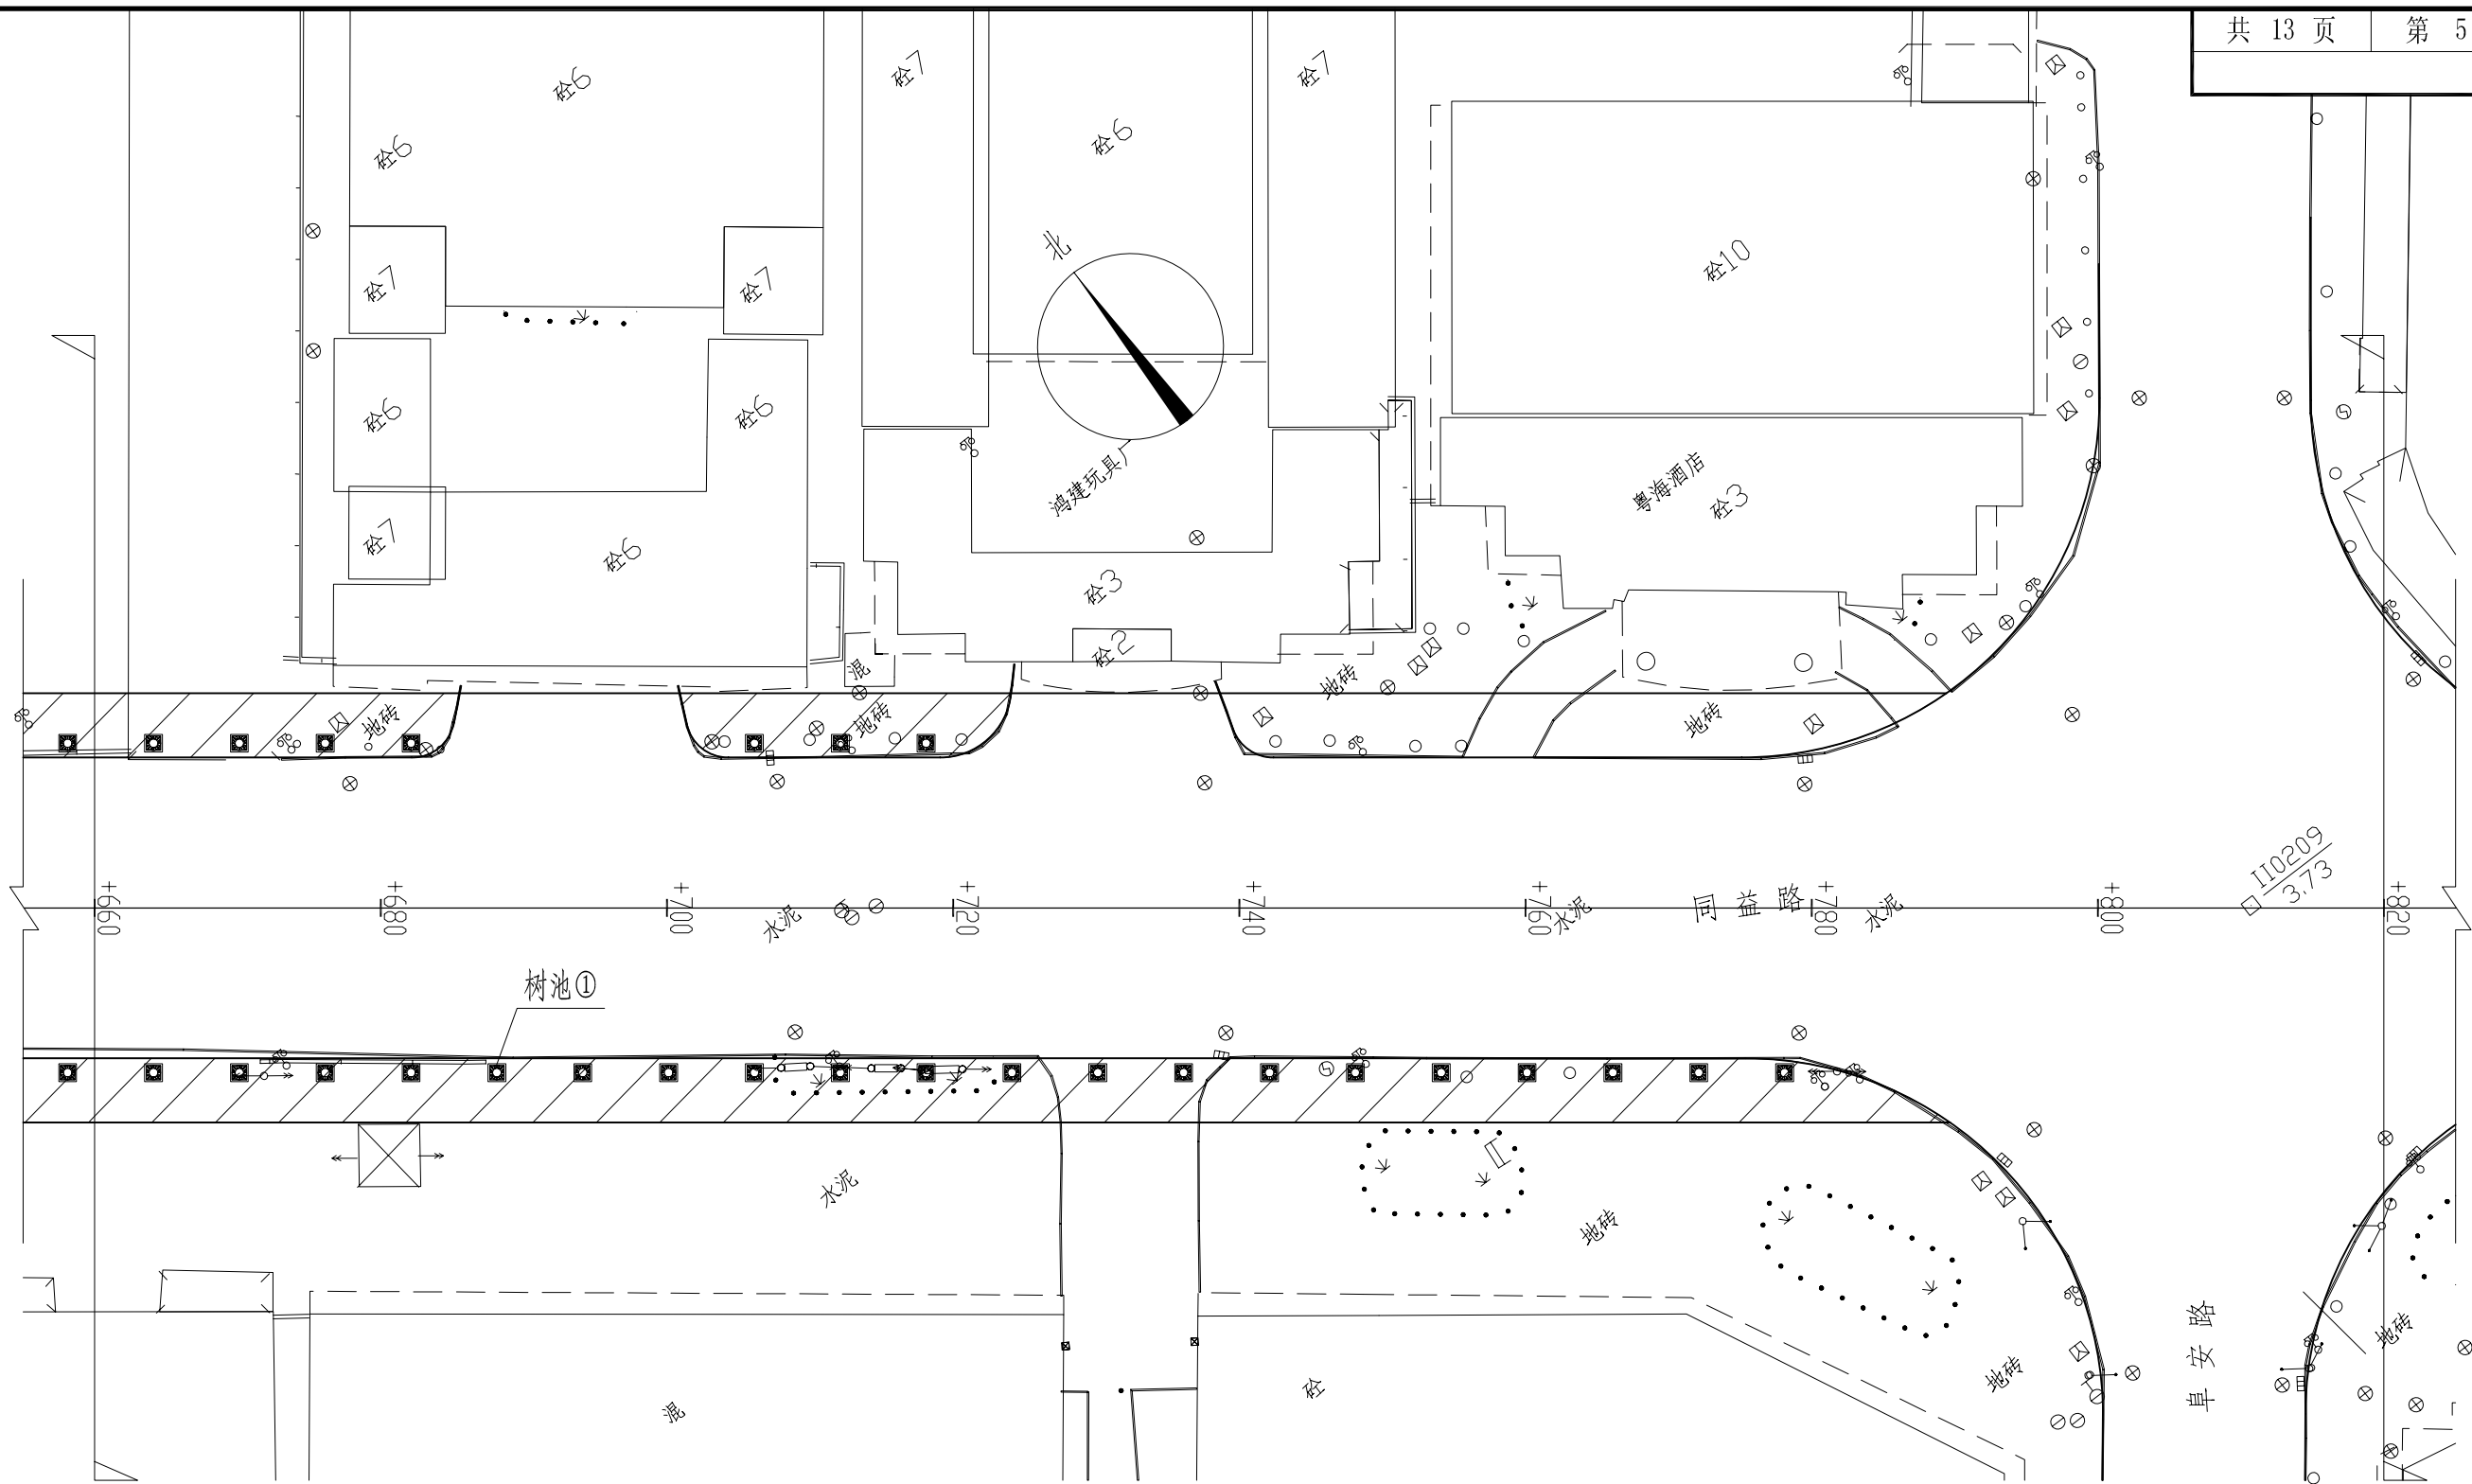 共 13 页 第 5
砼6
砼7
砼7
砼6
砼6
北
砼10
砼7
砼7
砼6
砼6
鸿建玩具厂
粤海酒店
砼3
砼7
砼6
砼3
砼2
混
地砖
地砖
地砖
地砖
II0209
3.73
+660
+680
+700
水泥
+720
+740
+760
水泥
同益路
+780
水泥
+800
+820
树池①
水泥
地砖
地砖
地砖
阜安路
混
砼